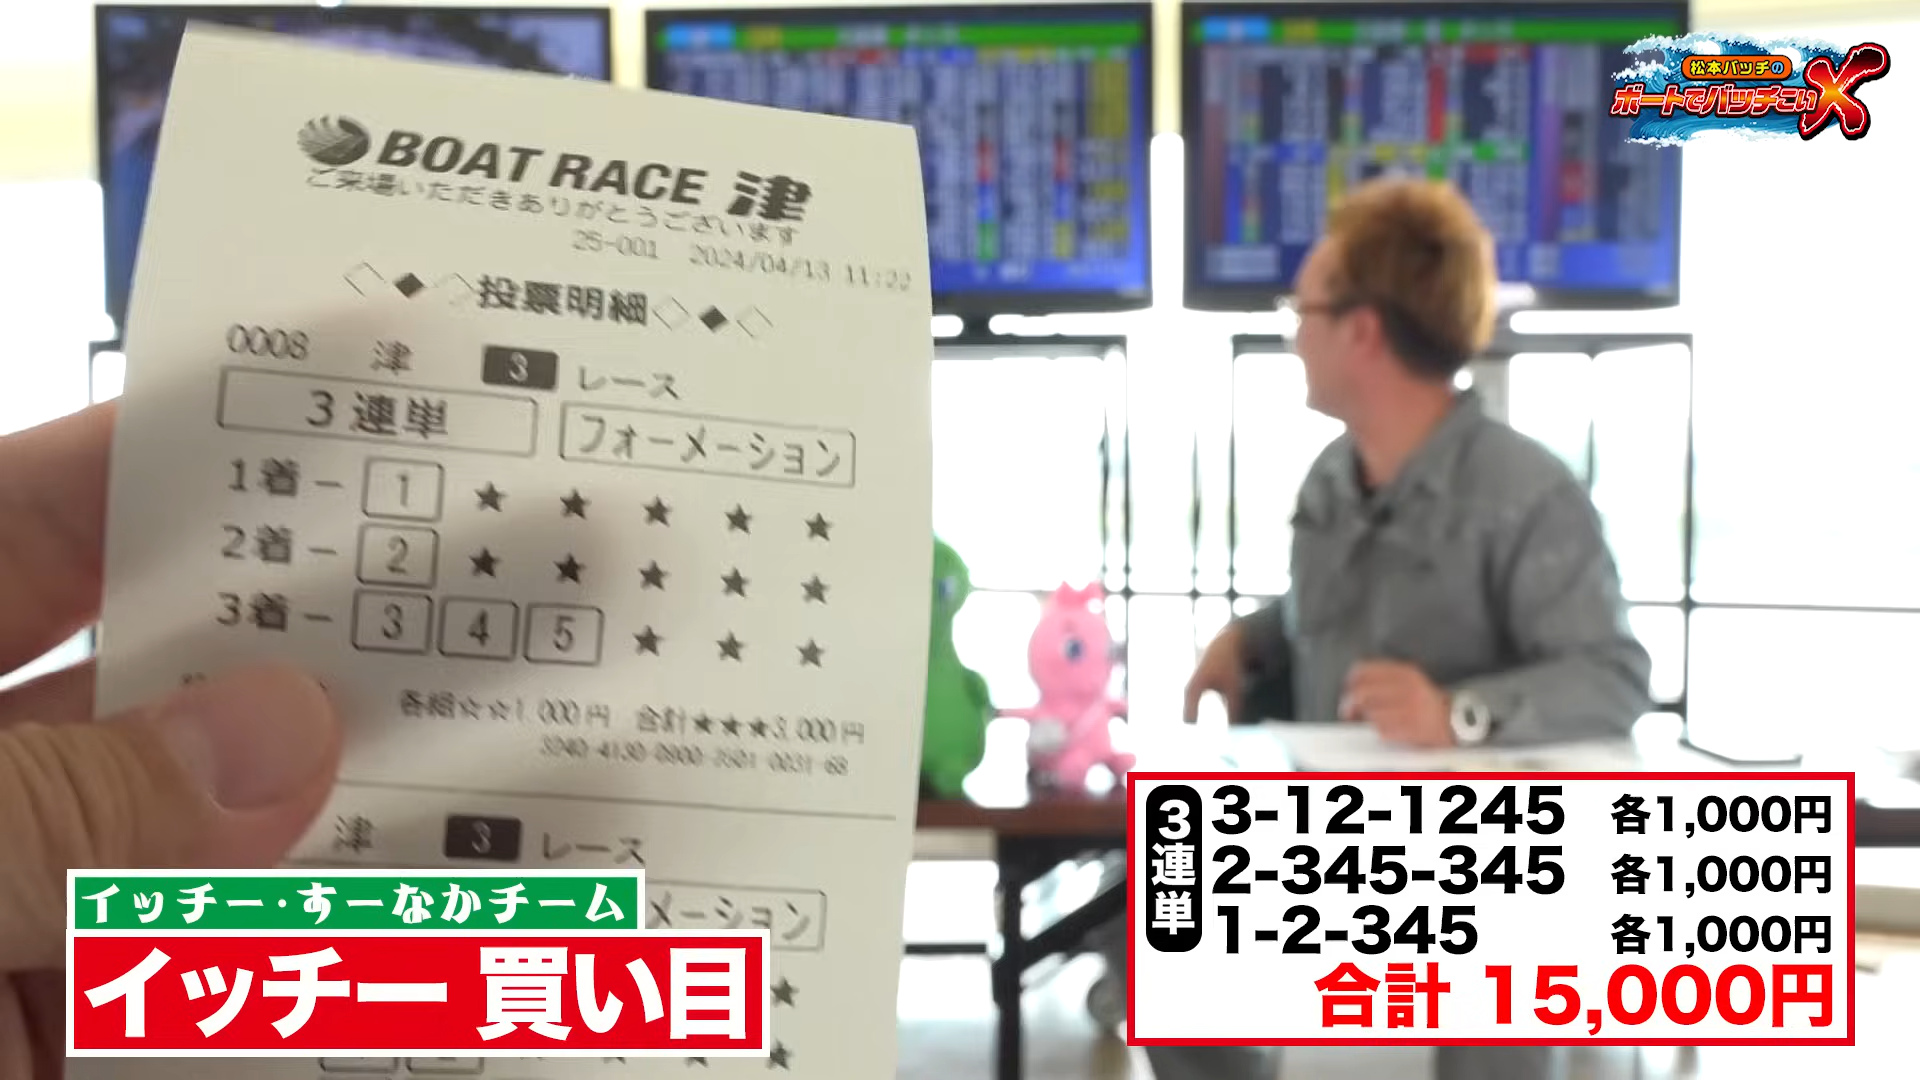 松本バッチの
ボートでバッチこいX
BOAT RACE 津
ご来場いただきありがとうございます
25-001 2024/04/13 11:22
◇◆◇投票明細◇◆◇
0008 津 3 レース
3連単 フォーメーション
1着 - 1 ★ ★ ★ ★ ★
2着 - 2 ★ ★ ★ ★ ★
3着 - 3 4 5 ★ ★ ★
各組☆☆1,000円 合計★★★3,000円
津 3 レース
メーション
イッチー・すーなかチーム
イッチー 買い目
3連単
3-12-1245 各1,000円
2-345-345 各1,000円
1-2-345 各1,000円
合計 15,000円